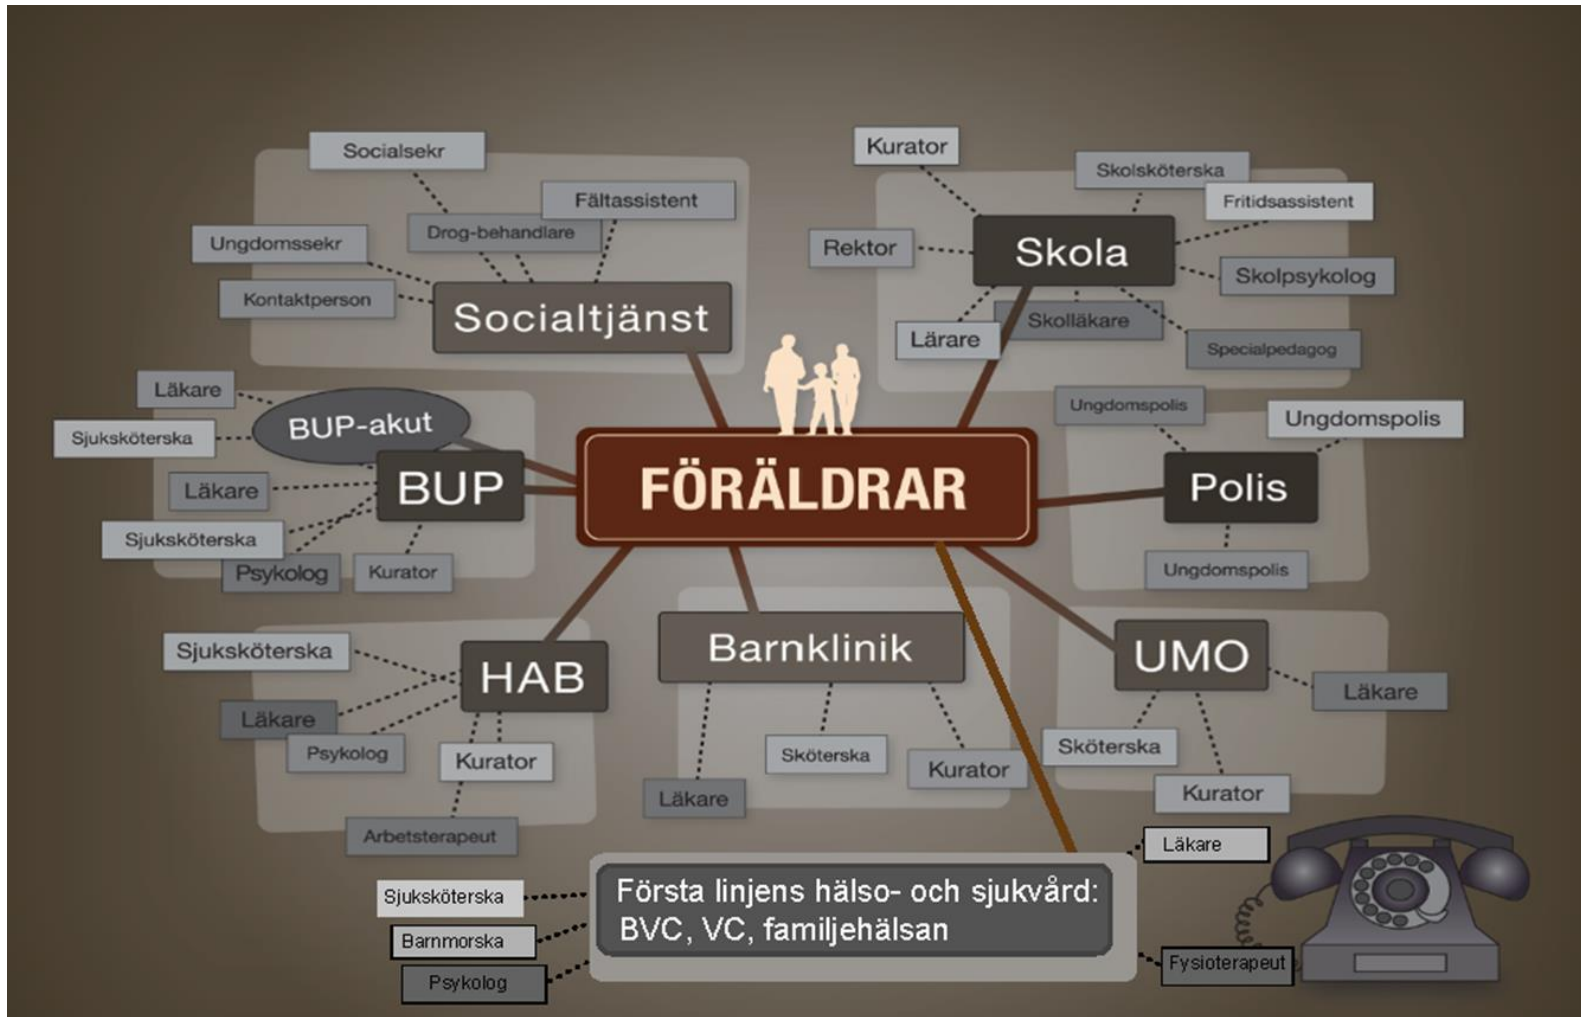 Socialsekr
Fältassistent
Drog-behandlare
Ungdomssekr
Kontaktperson
Socialtjänst
Kurator
Skolsköterska
Fritidsassistent
Rektor
Skola
Skolpsykolog
Skolläkare
Lärare
Specialpedagog
Läkare
BUP-akut
Sjuksköterska
Läkare
BUP
Sjuksköterska
Psykolog
Kurator
FÖRÄLDRAR
Ungdomspolis
Ungdomspolis
Polis
Ungdomspolis
Sjuksköterska
HAB
Läkare
Psykolog
Kurator
Arbetsterapeut
Barnklinik
Sköterska
Kurator
Läkare
UMO
Läkare
Sköterska
Kurator
Läkare
Sjuksköterska
Första linjens hälso- och sjukvård:
BVC, VC, familjehälsan
Barnmorska
Psykolog
Fysioterapeut